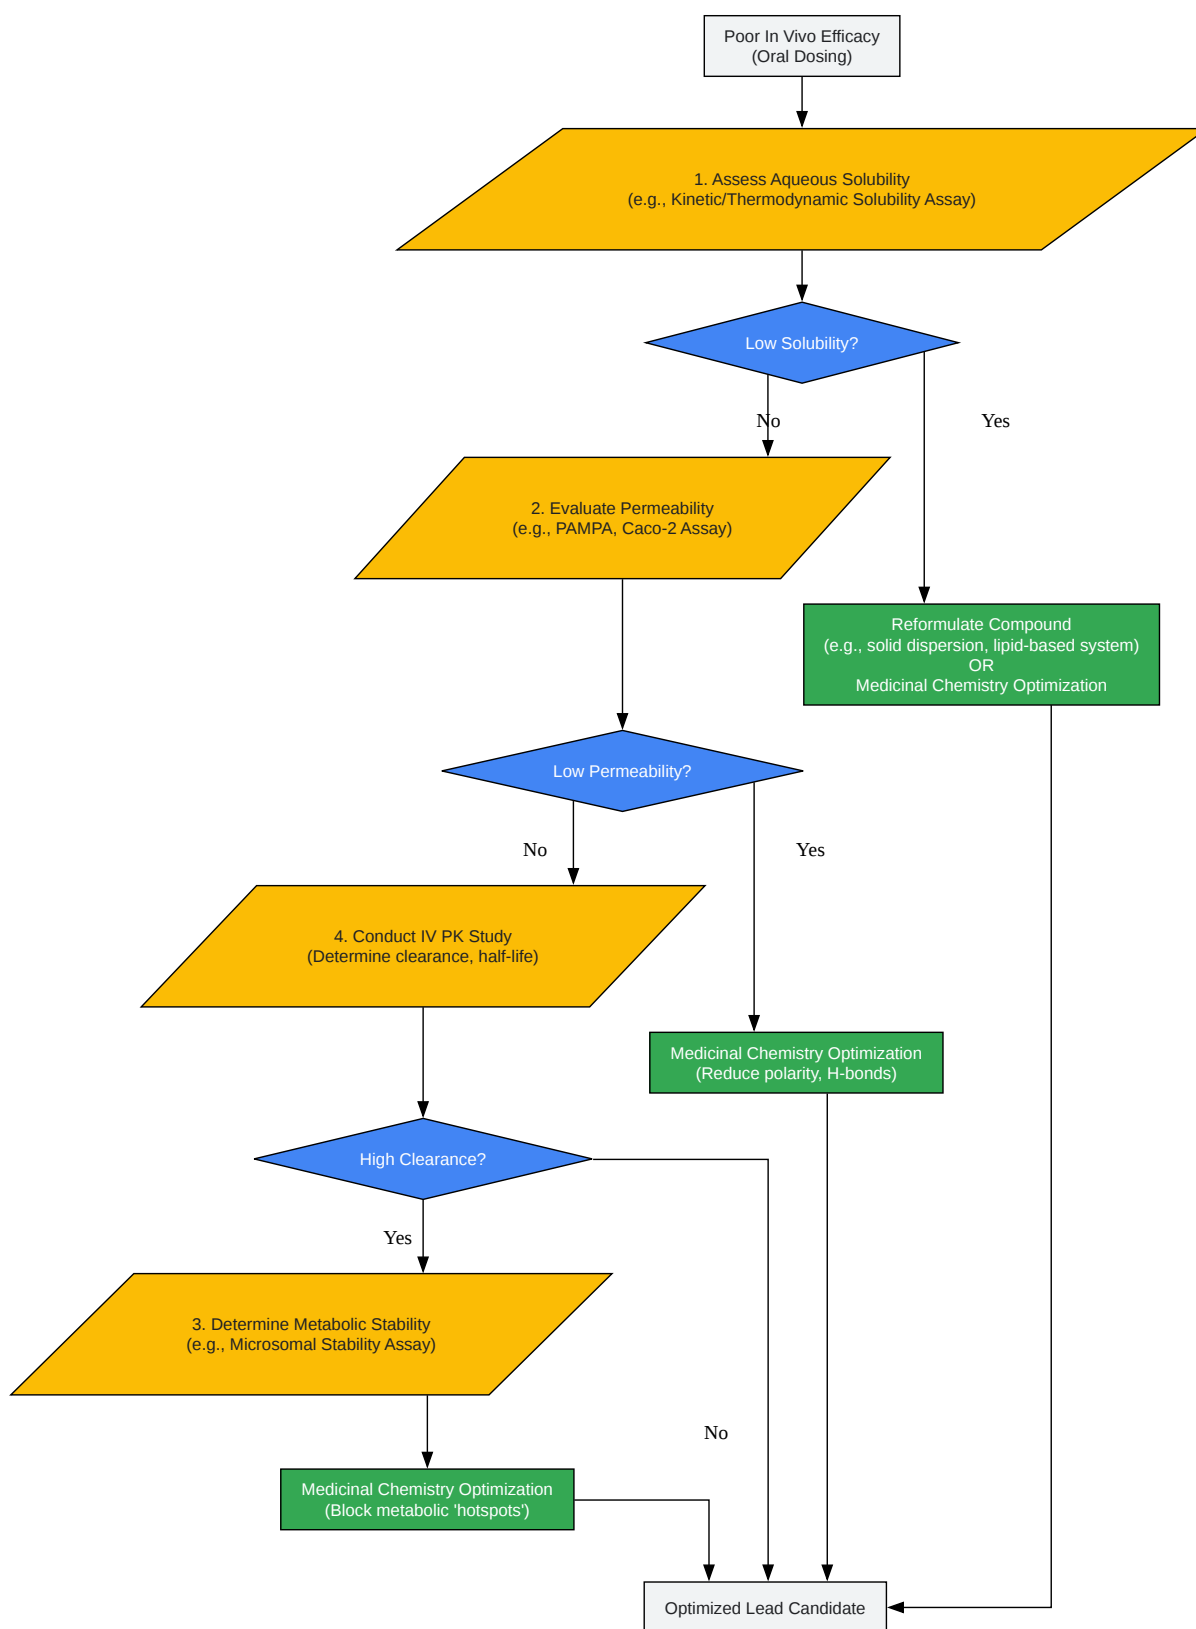 Poor In Vivo Efficacy
(Oral Dosing)
1. Assess Aqueous Solubility
(e.g., Kinetic/Thermodynamic Solubility Assay)
Low Solubility?
No
Yes
2. Evaluate Permeability
(e.g., PAMPA, Caco-2 Assay)
Reformulate Compound
(e.g., solid dispersion, lipid-based system)
OR
Medicinal Chemistry Optimization
Low Permeability?
No
Yes
4. Conduct IV PK Study
(Determine clearance, half-life)
Medicinal Chemistry Optimization
(Reduce polarity, H-bonds)
High Clearance?
Yes
3. Determine Metabolic Stability
(e.g., Microsomal Stability Assay)
No
Medicinal Chemistry Optimization
(Block metabolic 'hotspots')
Optimized Lead Candidate